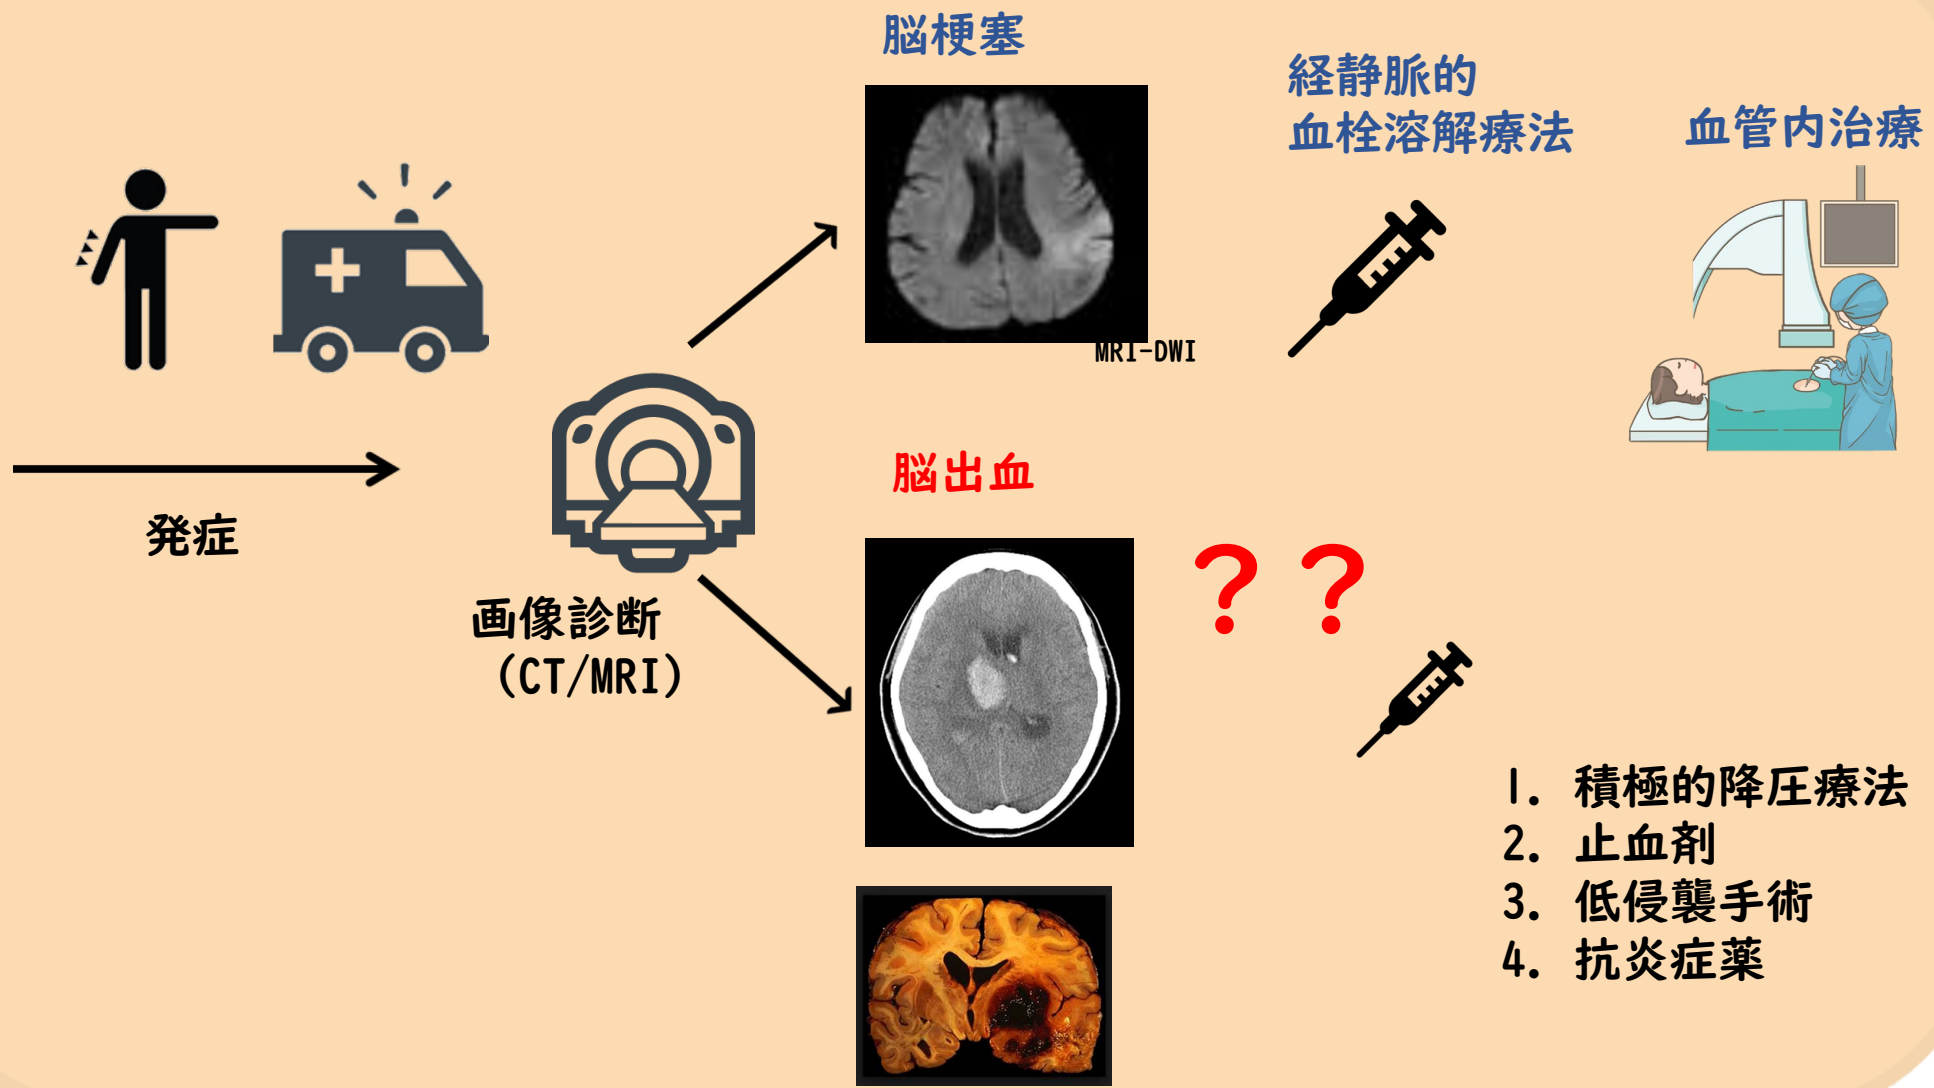 発症
画像診断
（CT/MRI）
脳梗塞
MRI-DWI
経静脈的
血栓溶解療法
血管内治療
脳出血
？？
1. 積極的降圧療法
2. 止血剤
3. 低侵襲手術
4. 抗炎症薬